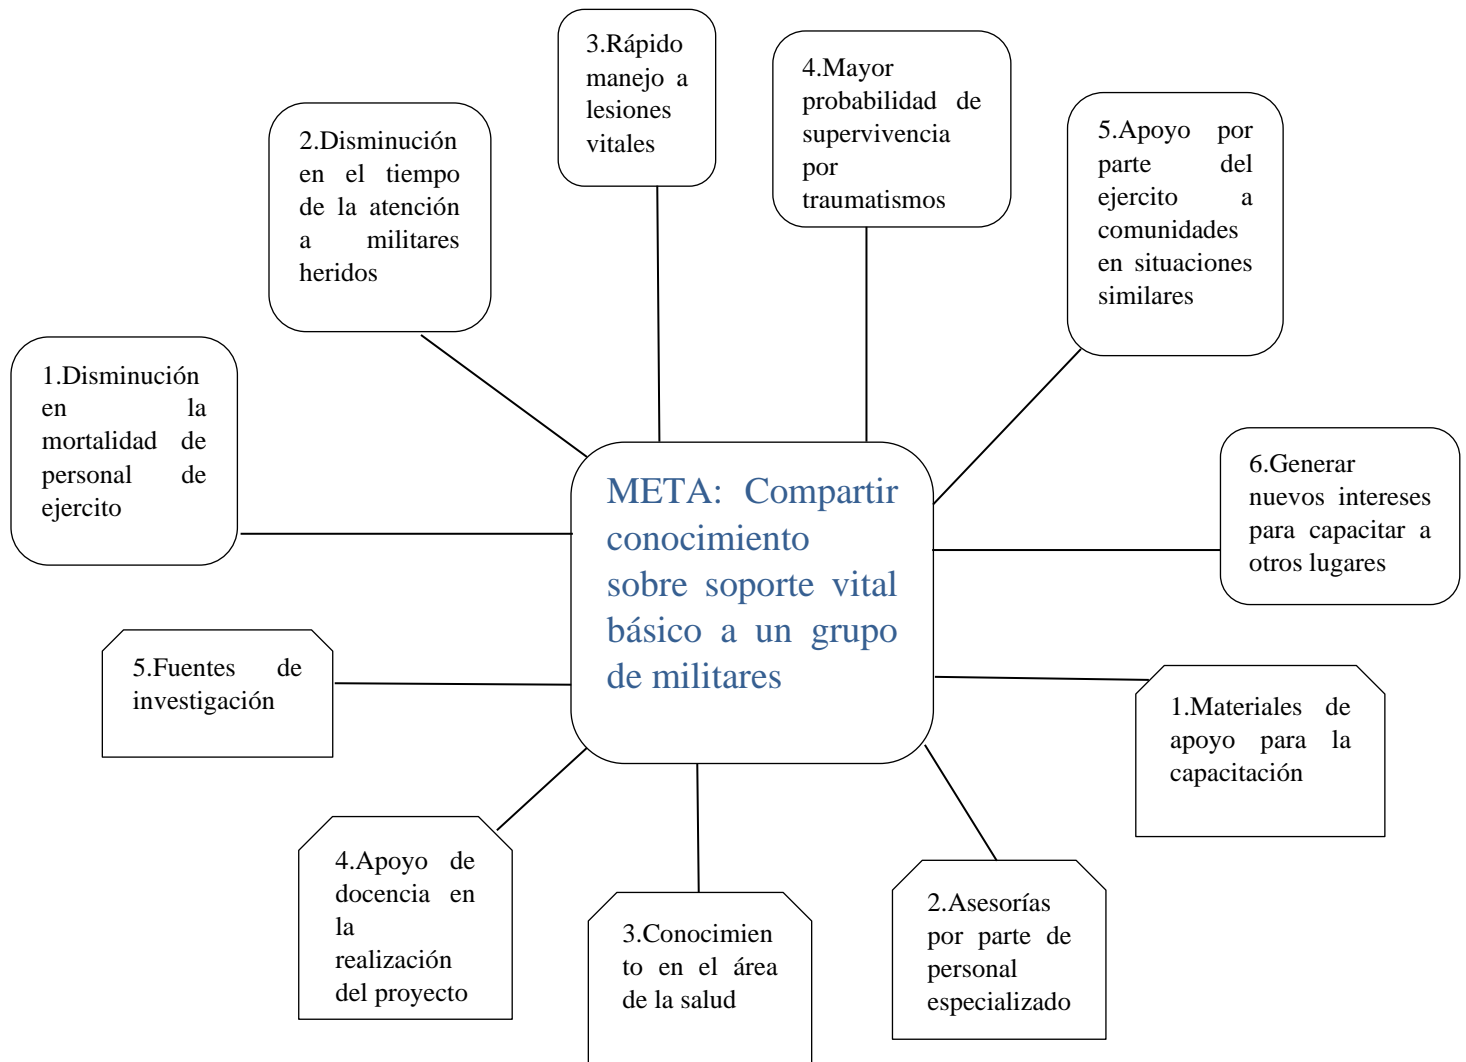 3.Rápido
manejo a
lesiones
vitales
4.Mayor
probabilidad de
supervivencia
por
traumatismos
2.Disminución
en el tiempo
de la atención
a militares
heridos
5.Apoyo por
parte del
ejercito a
comunidades
en situaciones
similares
1.Disminución
en la
mortalidad de
personal de
ejercito
6.Generar
nuevos intereses
para capacitar a
otros lugares
META: Compartir
conocimiento
sobre soporte vital
básico a un grupo
de militares
5.Fuentes de
investigación
1.Materiales de
apoyo para la
capacitación
4.Apoyo de
docencia en
la
realización
del proyecto
3.Conocimien
to en el área
de la salud
2.Asesorías
por parte de
personal
especializado